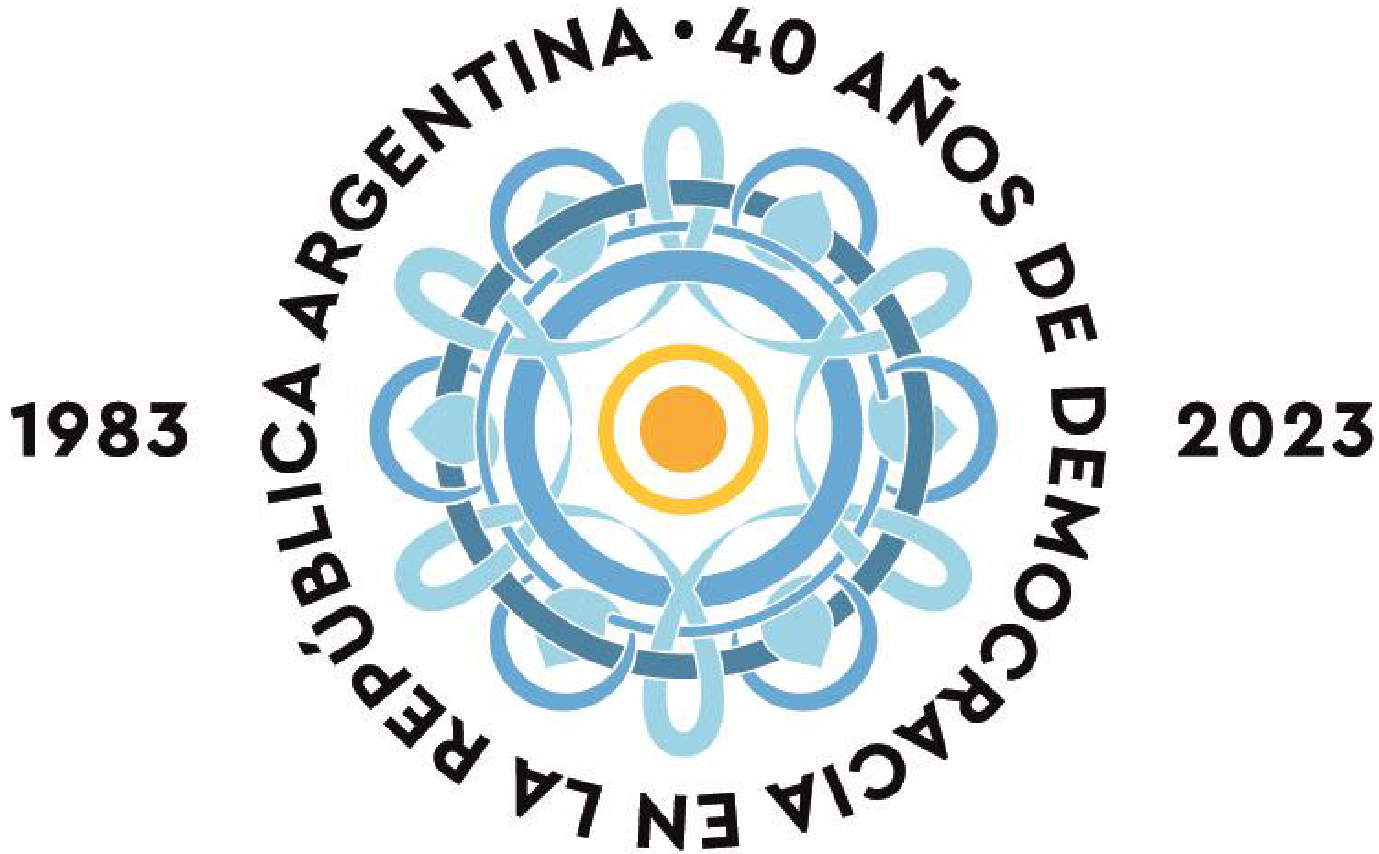 1983
40 AÑOS DE DEMOCRACIA EN LA REPÚBLICA ARGENTINA •
2023